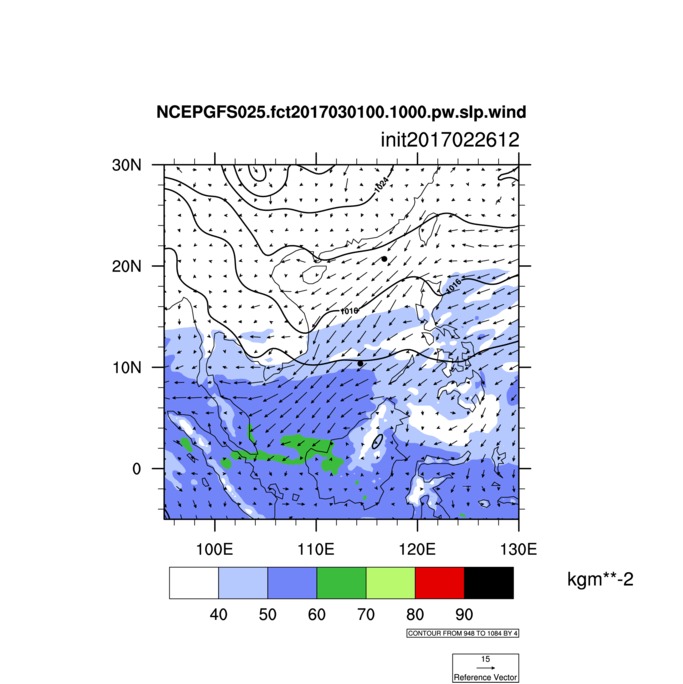 NCEPGFS025.fct2017030100.1000.pw.slp.wind
init2017022612
30N
1024
20N
1016
1016
10N
0
100E 110E 120E 130E
kgm**-2
40 50 60 70 80 90
CONTOUR FROM 948 TO 1084 BY 4
15
Reference Vector